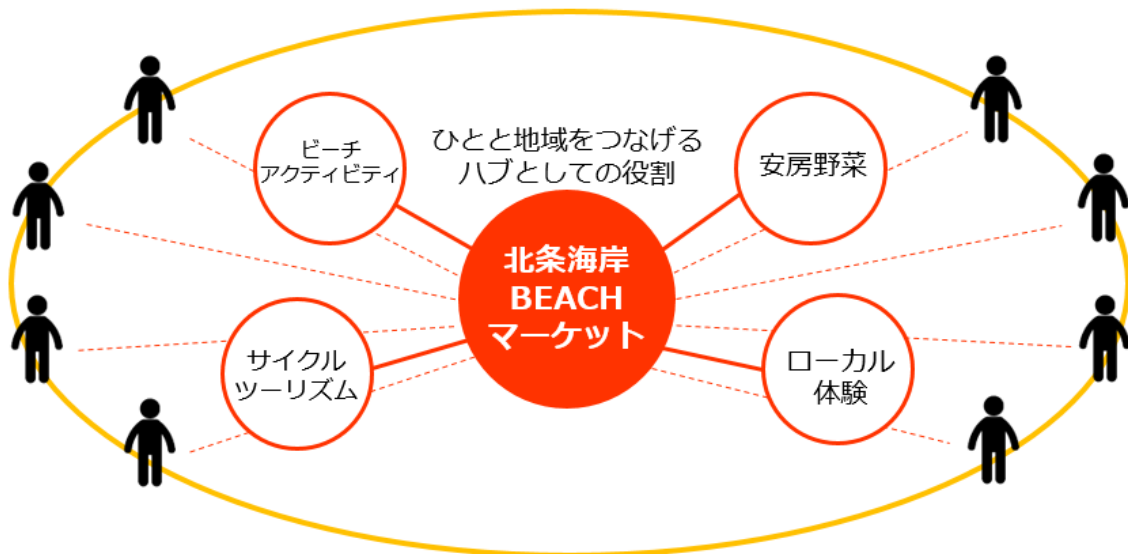 ひとと地域をつなげる
ハブとしての役割
ビーチ
アクティビティ
安房野菜
北条海岸
BEACH
マーケット
サイクル
ツーリズム
ローカル
体験